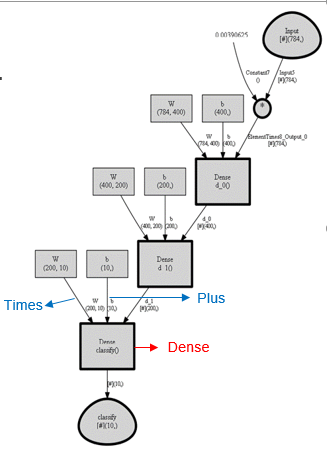 Input
[#](784,)
0.00390625
Constant7
()
Input3
[#](784,)
*
W
(784, 400)
b
(400,)
W
(784, 400)
b
(400,)
ElementTimes8_Output_0
[#](784,)
Dense
d_0()
W
(400, 200)
b
(200,)
W
(400, 200)
b
(200,)
d_0
[#](400,)
Dense
d_1()
W
(200, 10)
b
(10,)
W
(200, 10)
b
(10,)
d_1
[#](200,)
Times
Plus
Dense
classify()
Dense
[#](10,)
classify
[#](10,)